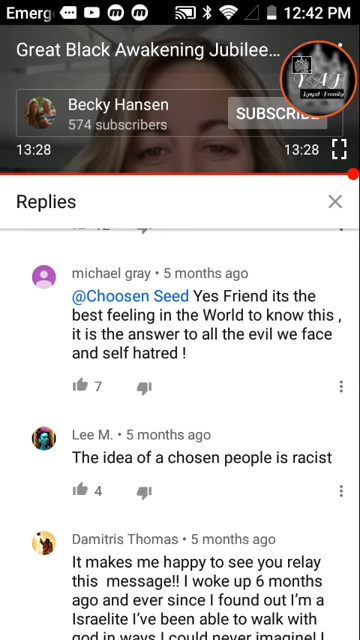 Emerg 12:42 PM
Great Black Awakening Jubilee...
Becky Hansen
574 subscribers
SUBSCRIBE
Royal Family
13:28 13:28
Replies
michael gray • 5 months ago
@Choosen Seed Yes Friend its the
best feeling in the World to know this ,
it is the answer to all the evil we face
and self hatred !
7
Lee M. • 5 months ago
The idea of a chosen people is racist
4
Damitris Thomas • 5 months ago
It makes me happy to see you relay
this message!! I woke up 6 months
ago and ever since I found out I'm a
Israelite I've been able to walk with
god in ways I could never imagine! I